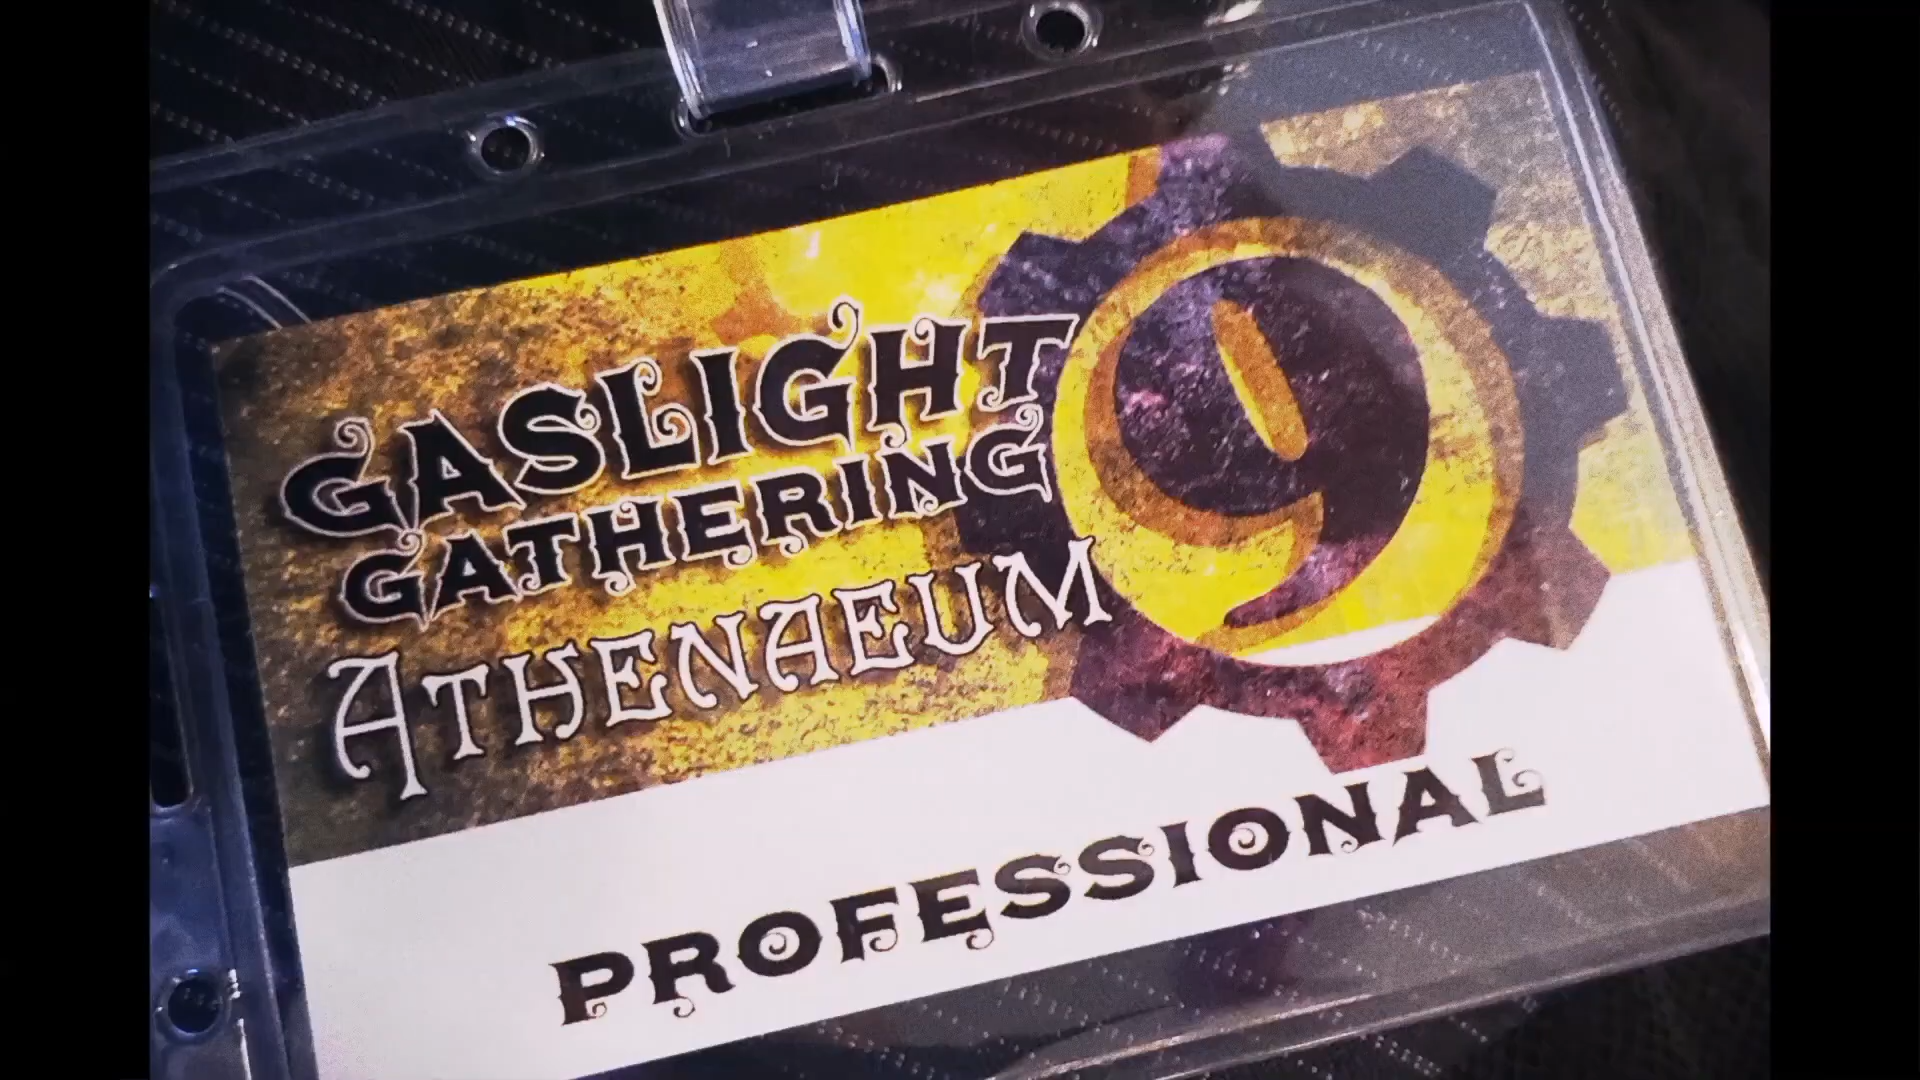 GASLIGHT
GATHERING
ATHENAEUM
9
PROFESSIONAL